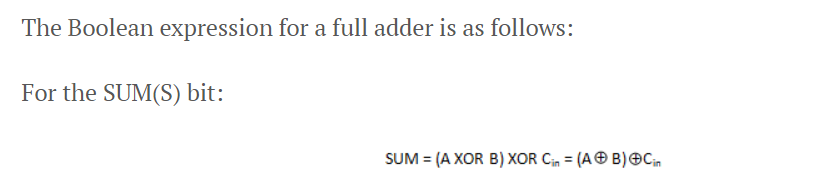 The Boolean expression for a full adder is as follows:
For the SUM(S) bit:
SUM = (A XOR B) XOR Cin = (A⊕ B)⊕Cin